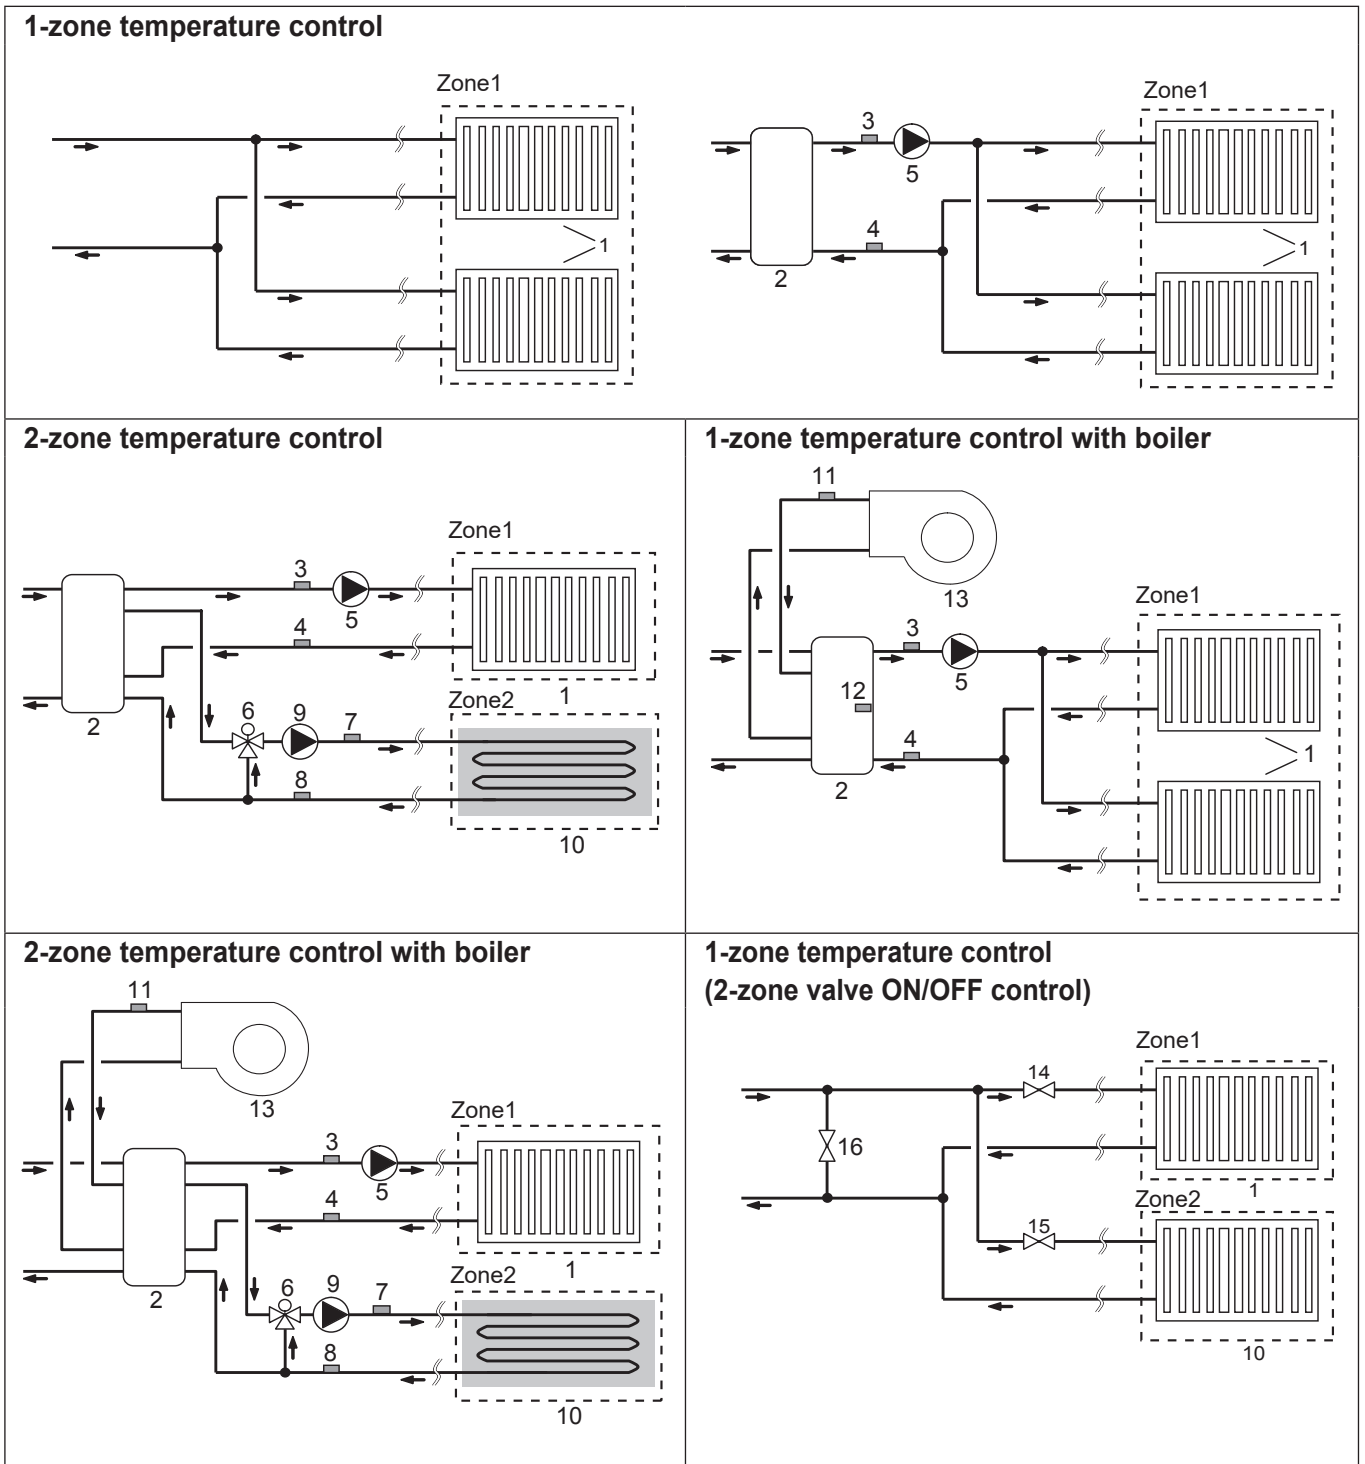 1-zone temperature control
Zone1
1
Zone1
3
5
4
1
2
2-zone temperature control
Zone1
3
5
4
1
2
Zone2
6
9
7
8
10
1-zone temperature control with boiler
11
13
Zone1
3
5
12
4
1
2
2-zone temperature control with boiler
11
13
Zone1
3
5
4
1
2
Zone2
6
9
7
8
10
1-zone temperature control
(2-zone valve ON/OFF control)
Zone1
14
16
1
Zone2
15
10